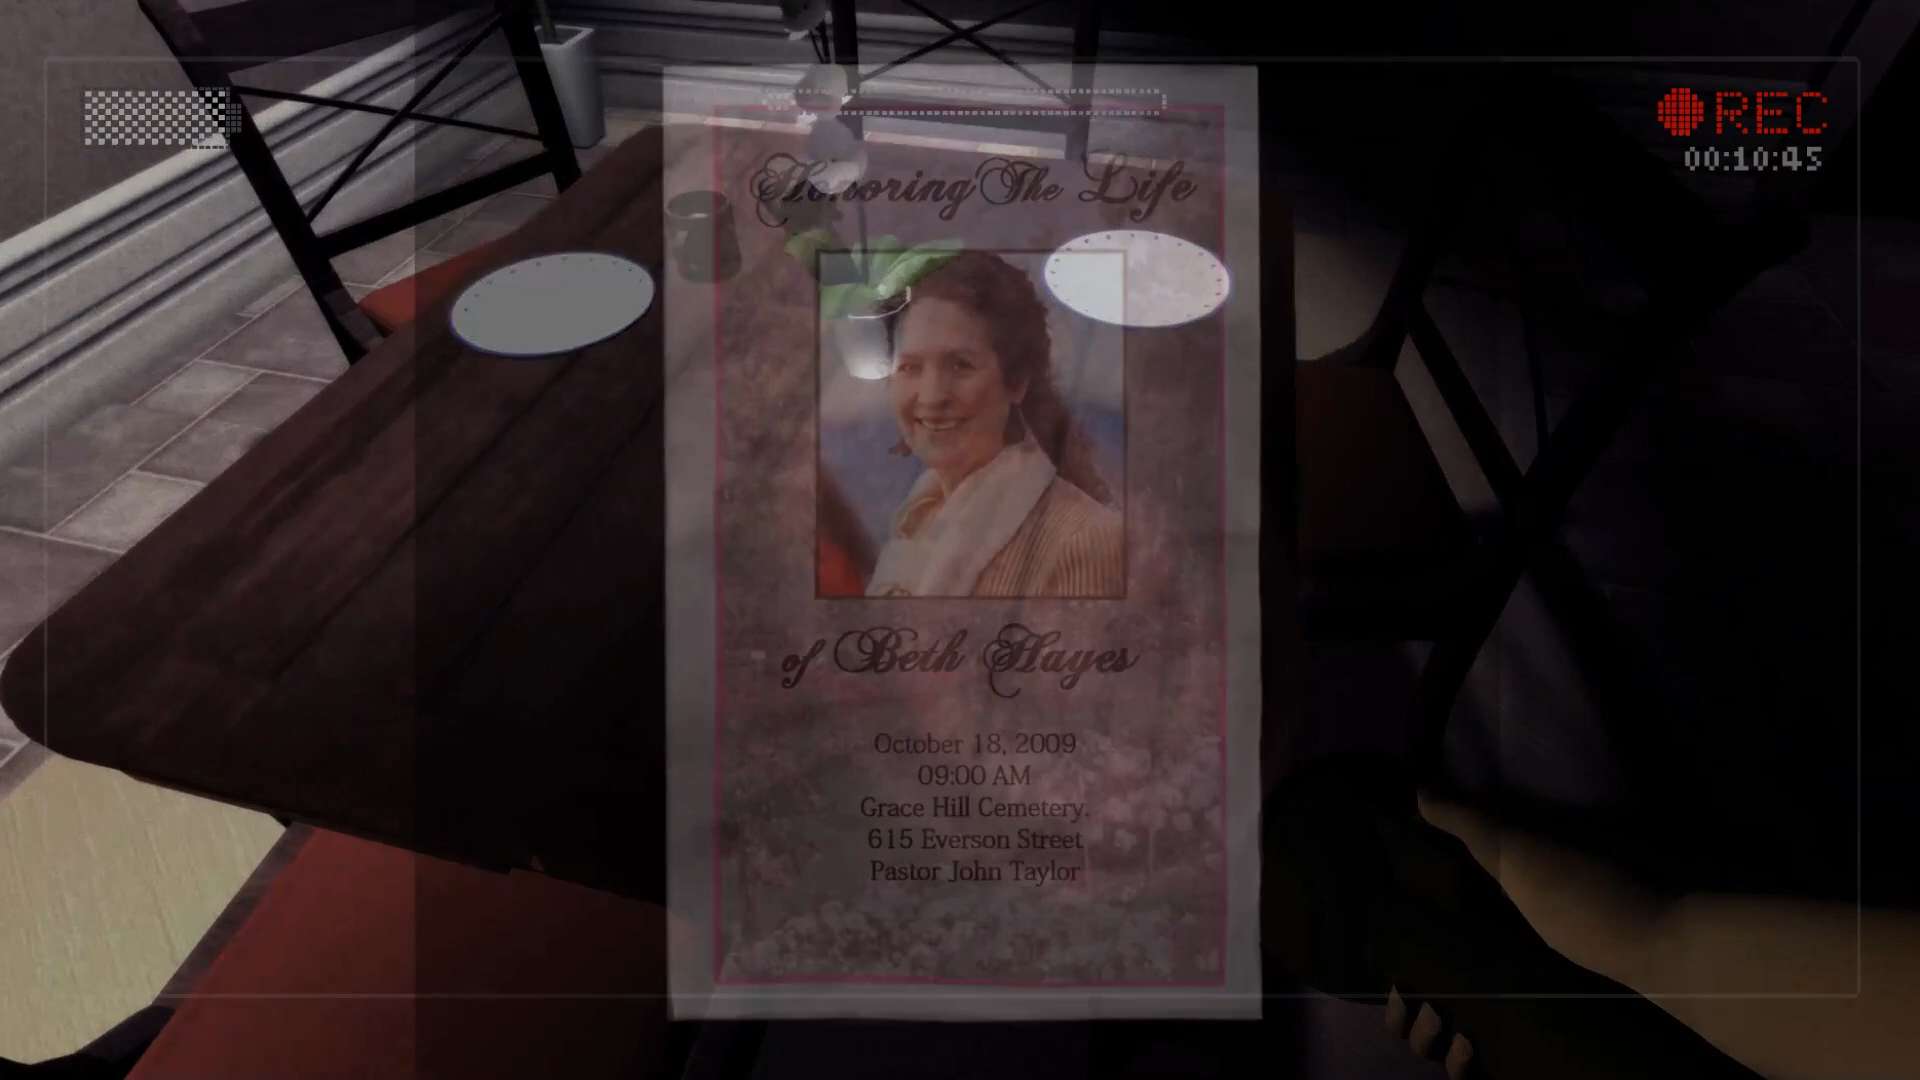 REC
00:10:45
Honoring The Life
of Beth Hayes
October 18, 2009
09:00 AM
Grace Hill Cemetery.
615 Everson Street
Pastor John Taylor